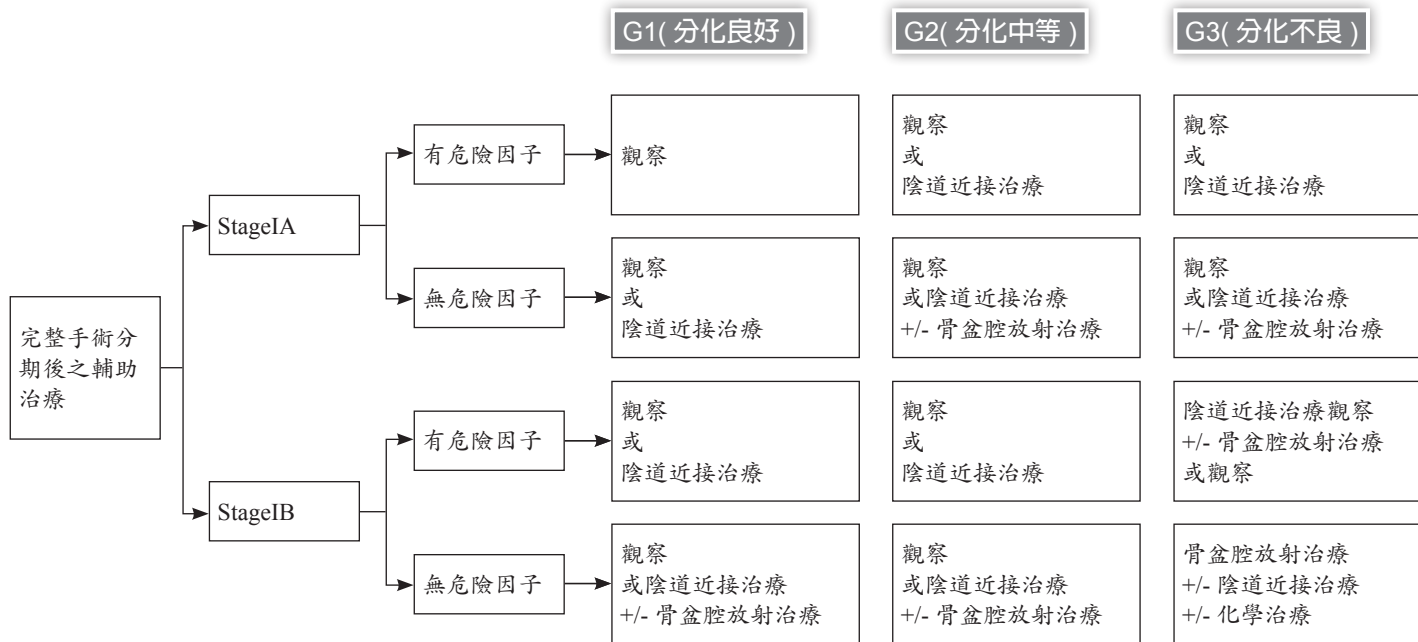 G1( 分化良好 )
G2( 分化中等 )
G3( 分化不良 )
完整手術分
期後之輔助
治療
StageIA
有危險因子
觀察
觀察
或
陰道近接治療
觀察
或
陰道近接治療
無危險因子
觀察
或
陰道近接治療
觀察
或陰道近接治療
+/- 骨盆腔放射治療
觀察
或陰道近接治療
+/- 骨盆腔放射治療
StageIB
有危險因子
觀察
或
陰道近接治療
觀察
或
陰道近接治療
陰道近接治療觀察
+/- 骨盆腔放射治療
或觀察
無危險因子
觀察
或陰道近接治療
+/- 骨盆腔放射治療
觀察
或陰道近接治療
+/- 骨盆腔放射治療
骨盆腔放射治療
+/- 陰道近接治療
+/- 化學治療